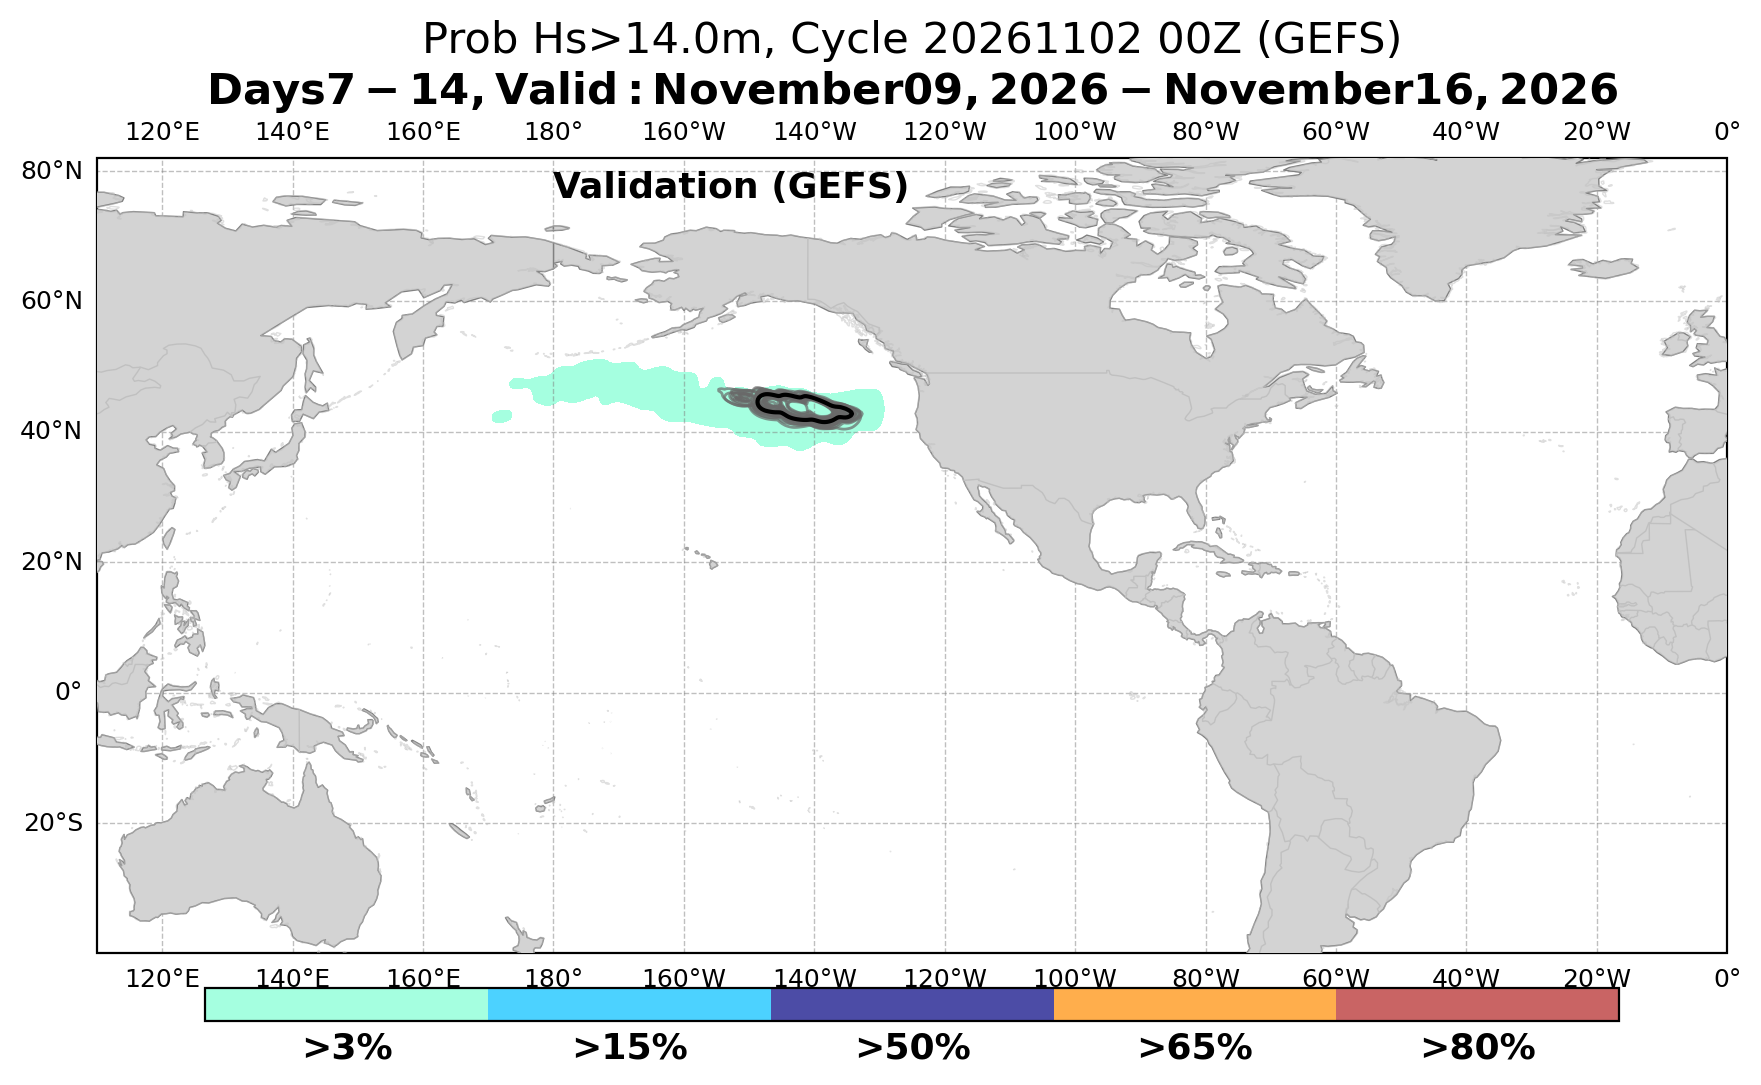 Prob Hs>14.0m, Cycle 20261102 00Z (GEFS)
Days7 − 14, Valid : November09, 2026 − November16, 2026
120°E 140°E 160°E 180° 160°W 140°W 120°W 100°W 80°W 60°W 40°W 20°W 0°
80°N
Validation (GEFS)
60°N
40°N
20°N
0°
20°S
120°E 140°E 160°E 180° 160°W 140°W 120°W 100°W 80°W 60°W 40°W 20°W 0°
>3% >15% >50% >65% >80%